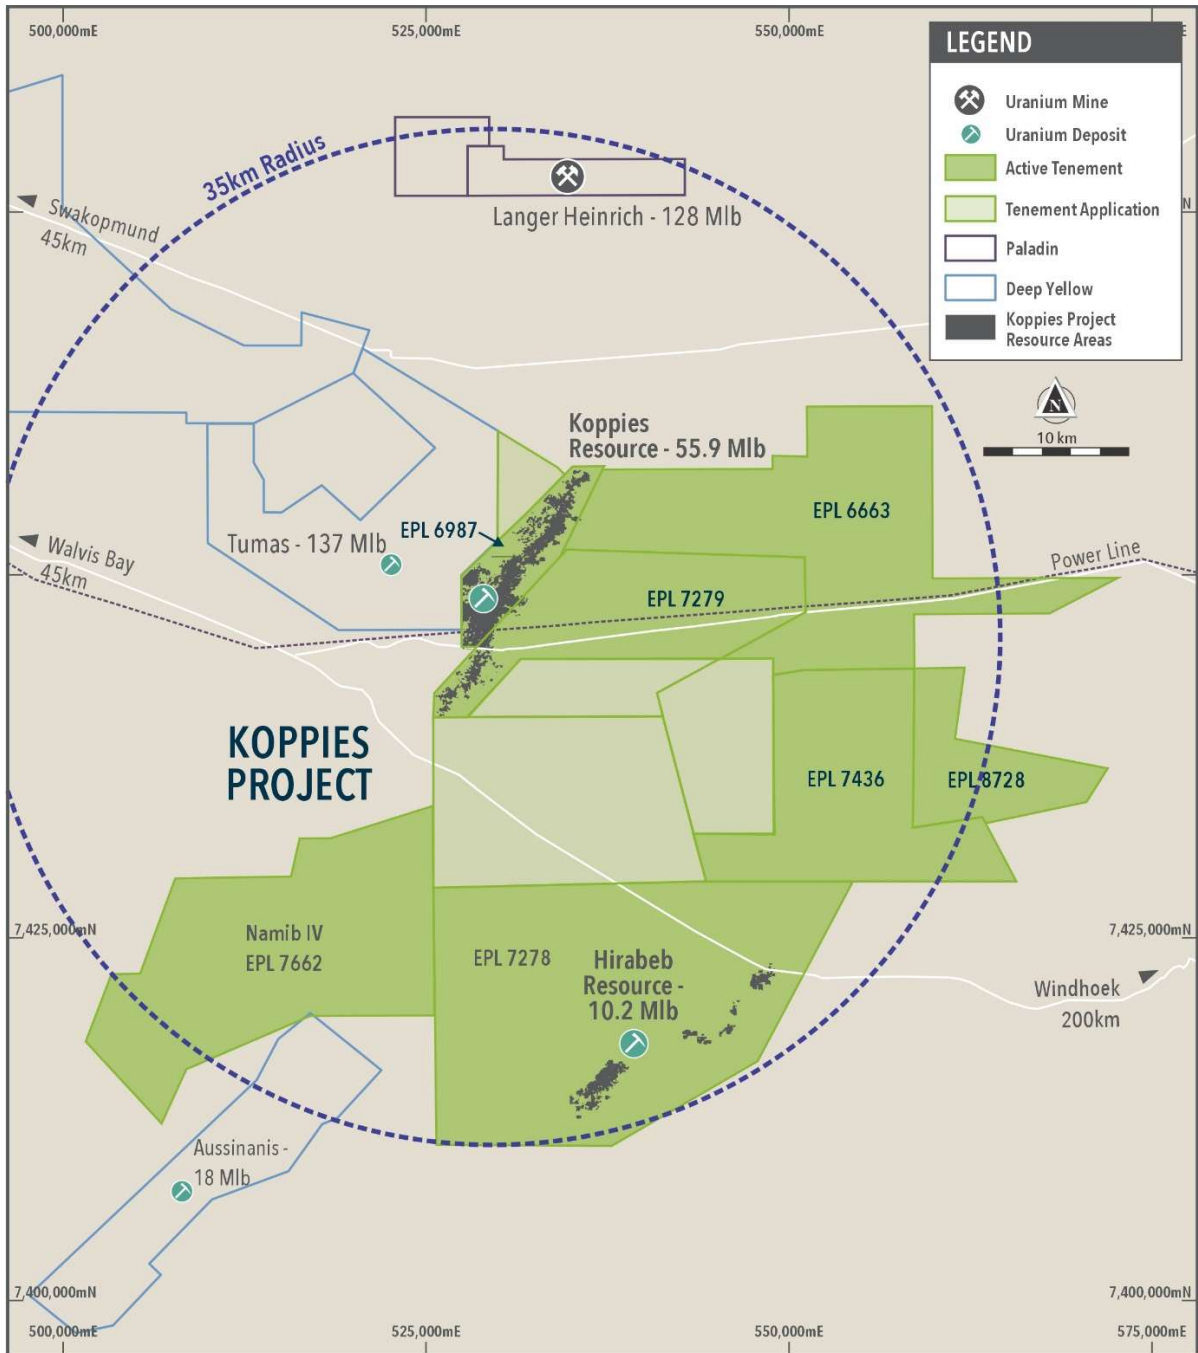 500,000mE
525,000mE
550,000mE
E
LEGEND
Uranium Mine
Uranium Deposit
Active Tenement
Tenement Application
Paladin
Deep Yellow
Koppies Project
Resource Areas
N
N
10 km
35km Radius
Swakopmund
45km
Langer Heinrich - 128 Mlb
Koppies
Resource - 55.9 Mlb
EPL 6663
EPL 6987
Tumas - 137 Mlb
Walvis Bay
45km
Power Line
EPL 7279
KOPPIES
PROJECT
EPL 7436
EPL 8728
7,425,000mN
7,425,000mN
Namib IV
EPL 7662
EPL 7278
Hirabeb
Resource -
10.2 Mlb
Windhoek
200km
Aussinanis -
18 Mlb
7,400,000mN
7,400,000mN
500,000mE
525,000mE
550,000mE
575,000mE